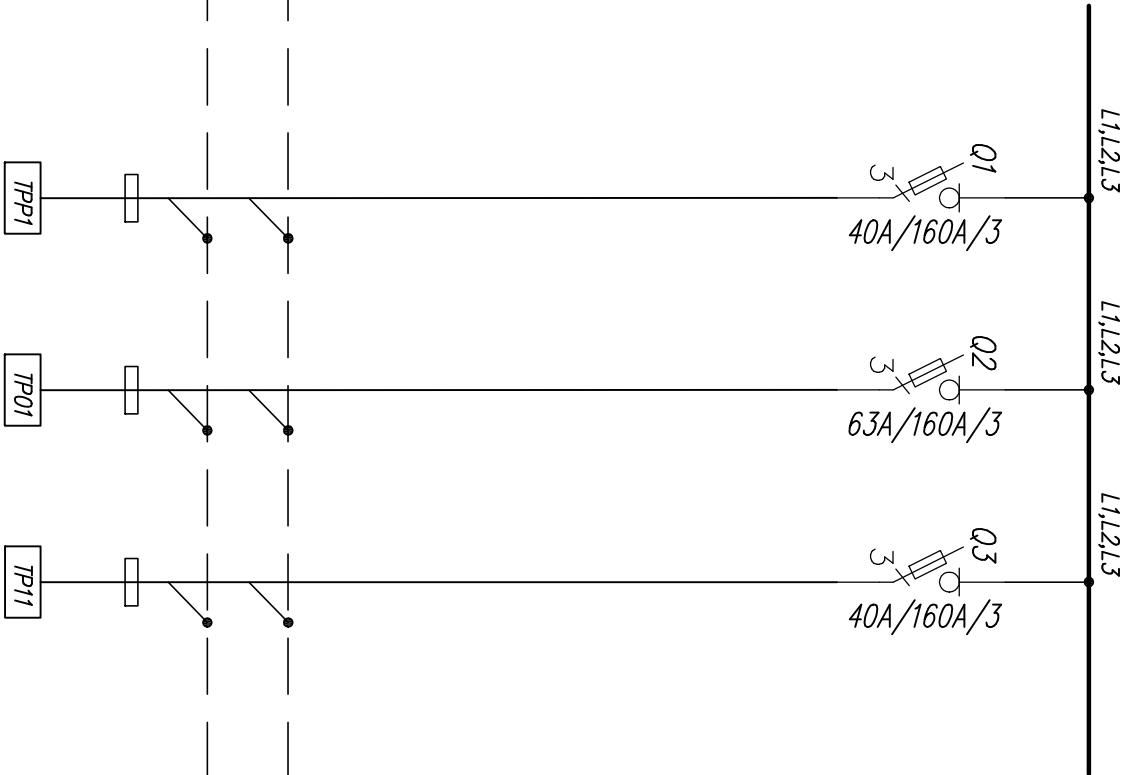 L1,L2,L3
Q1
3
40A/160A/3
TPP1
L1,L2,L3
Q2
3
63A/160A/3
TP01
L1,L2,L3
Q3
3
40A/160A/3
TP11